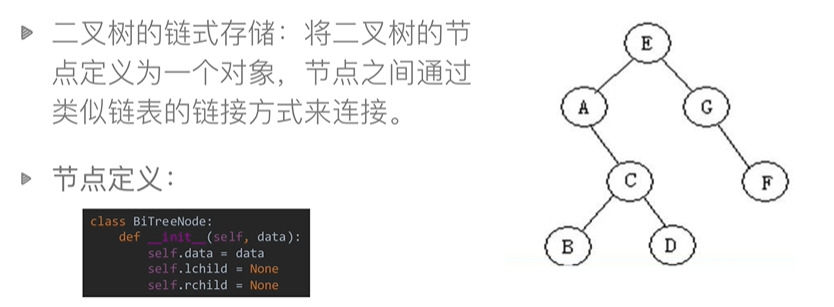 二叉树的链式存储：将二叉树的节
点定义为一个对象，节点之间通过
类似链表的链接方式来连接。
节点定义：
class BiTreeNode:
    def __init__(self, data):
        self.data = data
        self.lchild = None
        self.rchild = None
E
A
G
C
F
B
D